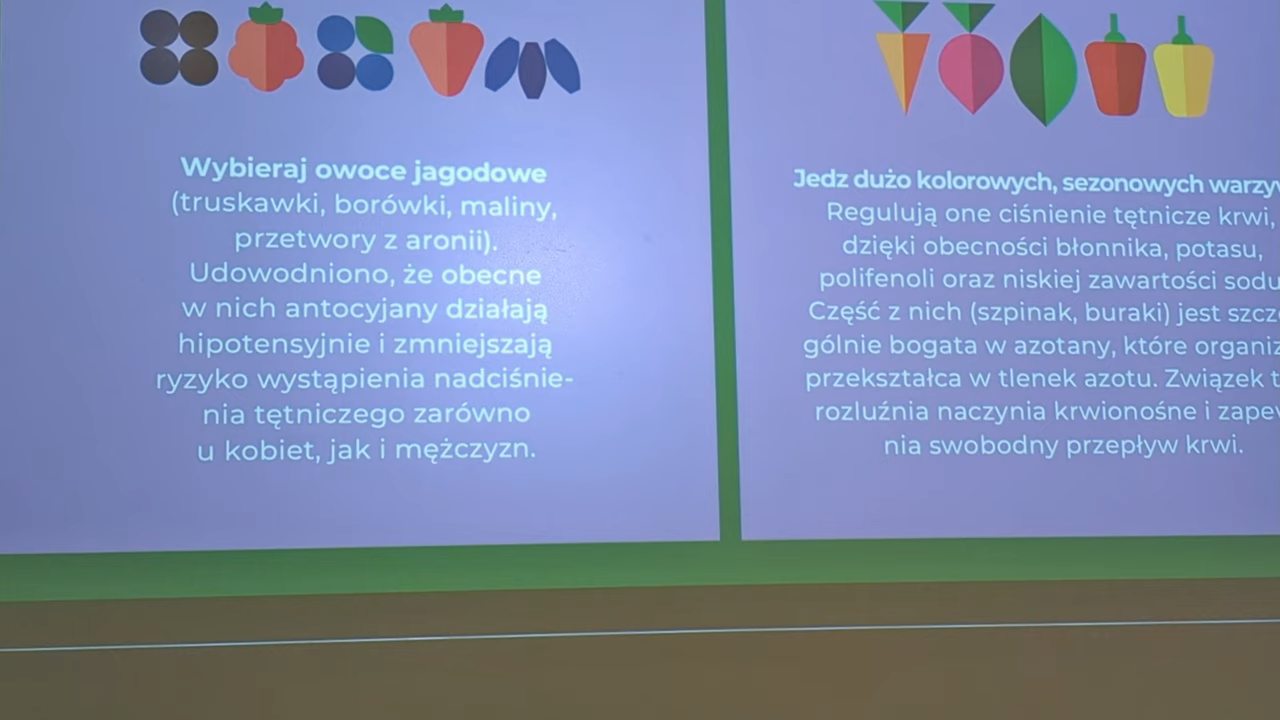 Wybieraj owoce jagodowe
(truskawki, borówki, maliny,
przetwory z aronii).
Udowodniono, że obecne
w nich antocyjany działają
hipotensyjnie i zmniejszają
ryzyko wystąpienia nadciśnie-
nia tętniczego zarówno
u kobiet, jak i mężczyzn.
Jedz dużo kolorowych, sezonowych
Regulują one ciśnienie tętnicze krwi,
dzięki obecności błonnika, potasu,
polifenoli oraz niskiej zawartości sodu
Część z nich (szpinak, buraki) jest
gólnie bogata w azotany, które
przekształca w tlenek azotu. Związek
rozluźnia naczynia krwionośne i
nia swobodny przepływ krwi.